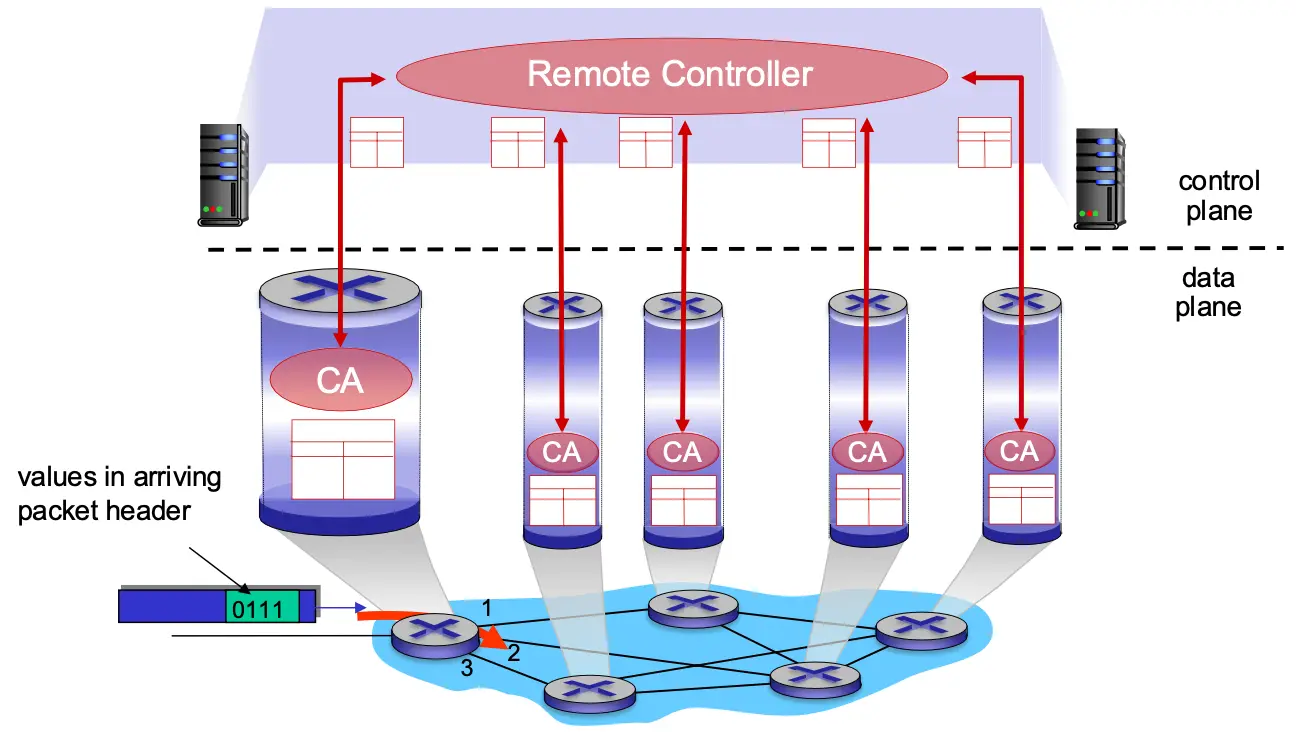 Remote Controller
control
plane
data
plane
CA
CA
CA
CA
CA
values in arriving
packet header
0111
1
2
3